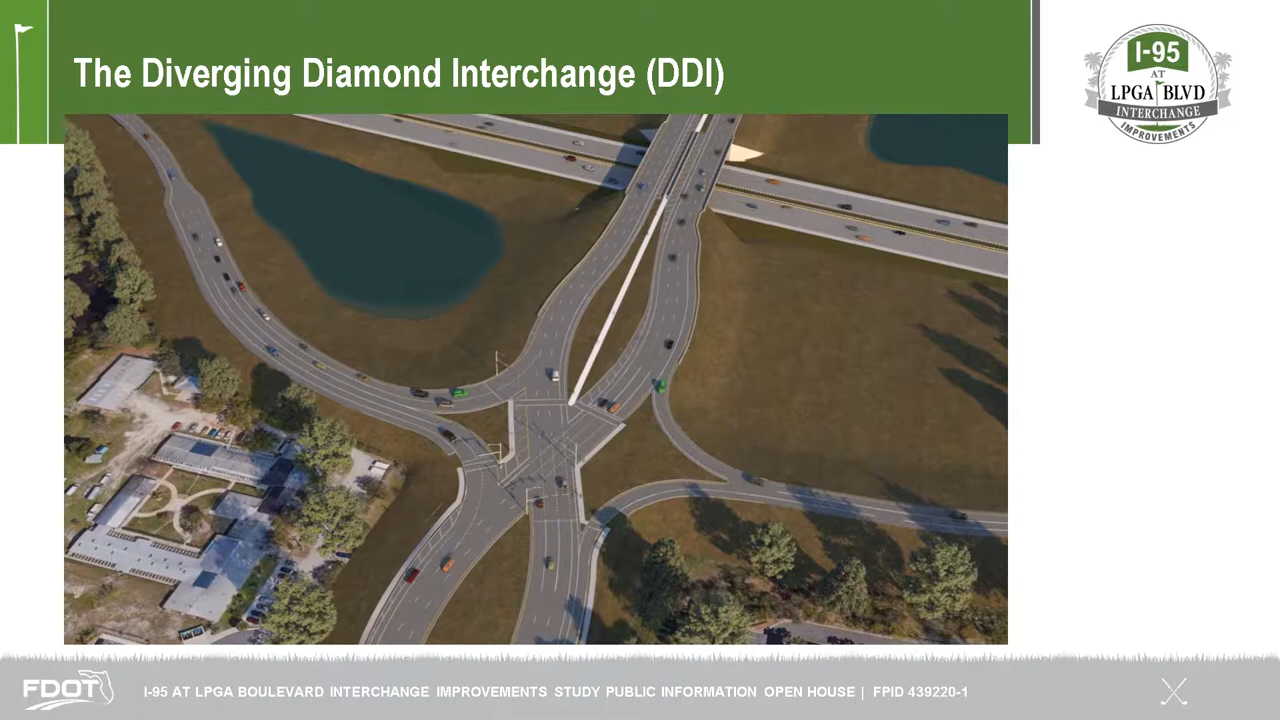 The Diverging Diamond Interchange (DDI)
I-95
AT
LPGA BLVD
INTERCHANGE
IMPROVEMENTS
FDOT
I-95 AT LPGA BOULEVARD INTERCHANGE IMPROVEMENTS STUDY PUBLIC INFORMATION OPEN HOUSE | FPID 439220-1